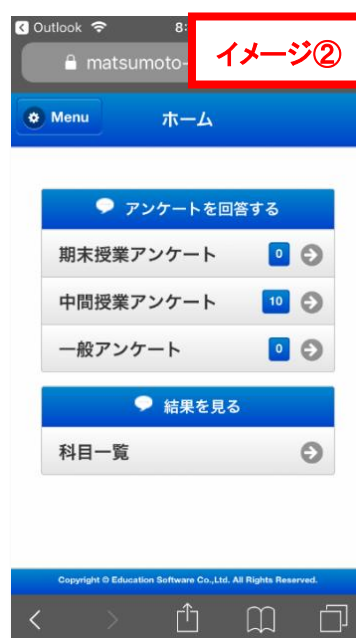 Outlook
8:
イメージ②
matsumoto-
Menu
ホーム
アンケートを回答する
期末授業アンケート 0
中間授業アンケート 10
一般アンケート 0
結果を見る
科目一覧
Copyright © Education Software Co.,Ltd. All Rights Reserved.